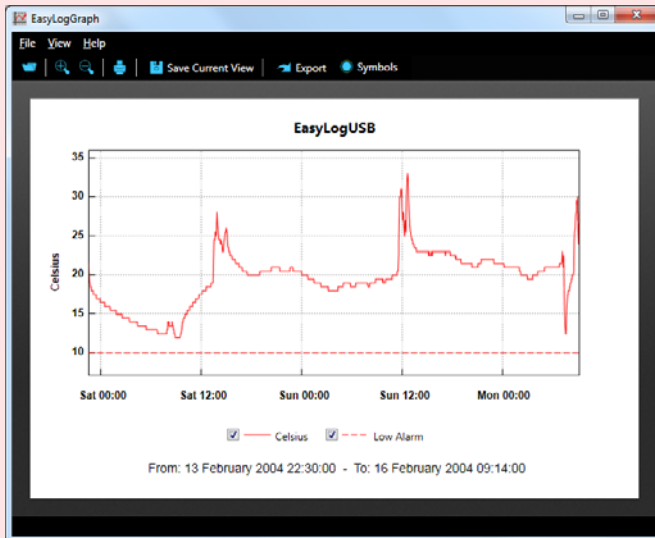 EasyLogGraph
File View Help
Save Current View Export Symbols
EasyLogUSB
35
30
25
20
15
10
Celsius
Sat 00:00 Sat 12:00 Sun 00:00 Sun 12:00 Mon 00:00
Celsius Low Alarm
From: 13 February 2004 22:30:00 - To: 16 February 2004 09:14:00